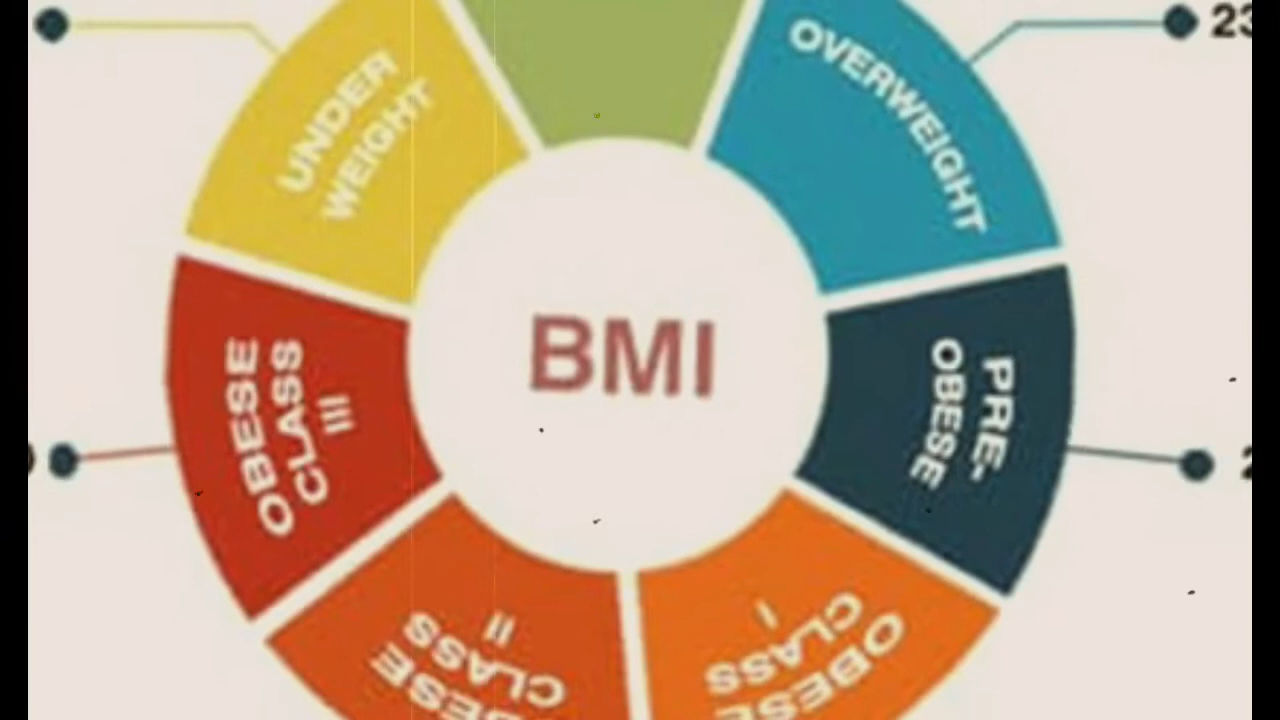 UNDER
WEIGHT
OVERWEIGHT
23
BMI
OBESE
CLASS
III
PRE-
OBESE
OBESE
CLASS
II
OBESE
CLASS
I